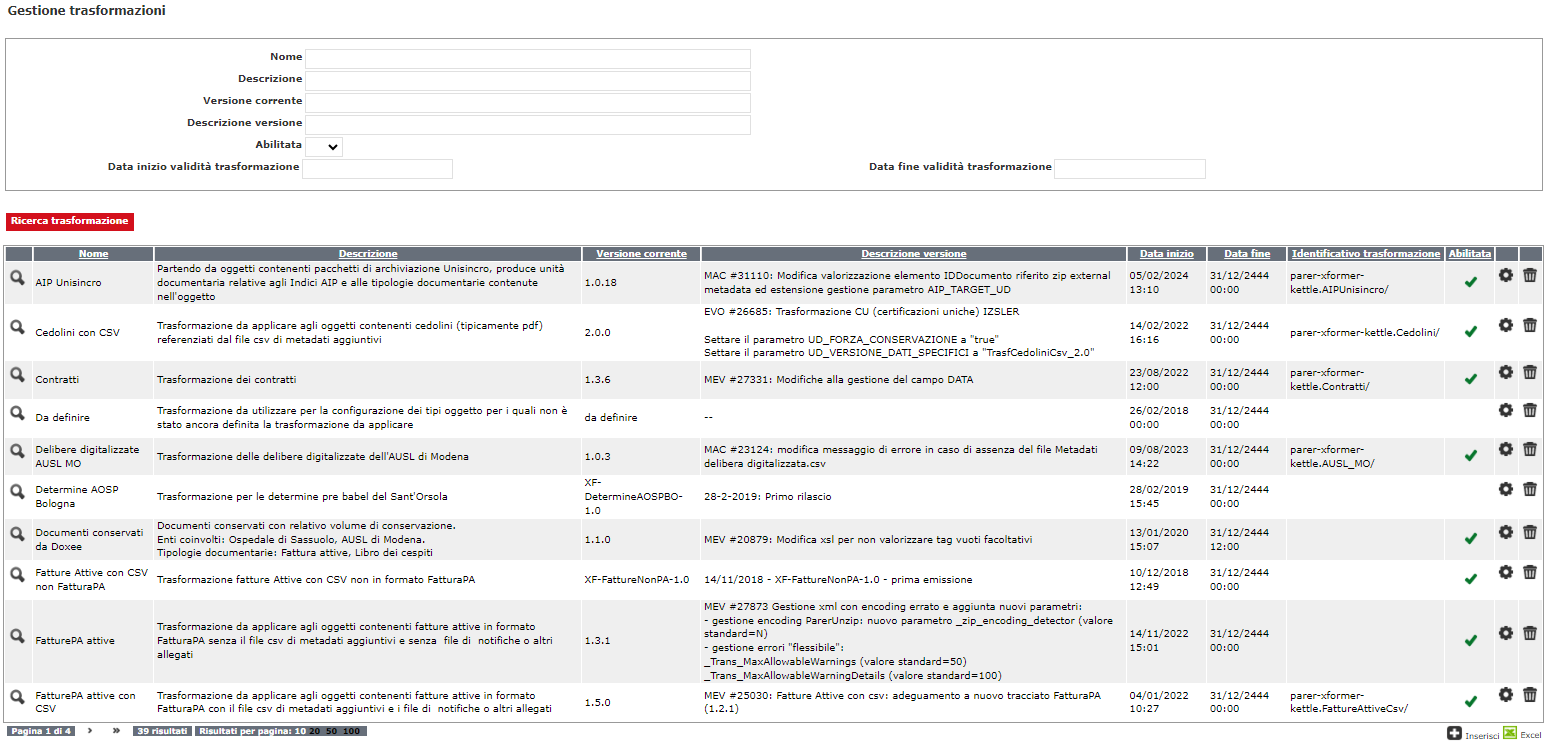 Gestione trasformazioni
Nome
Descrizione
Versione corrente
Descrizione versione
Abilitata
Data inizio validità trasformazione
Data fine validità trasformazione
Ricerca trasformazione
Nome Descrizione Versione corrente Descrizione versione Data inizio Data fine Identificativo trasformazione Abilitata
AIP Unisincro
Partendo da oggetti contenenti pacchetti di archiviazione Unisincro, produce unità
documentaria relative agli Indici AIP e alle tipologie documentarie contenute
nell'oggetto
1.0.18
MAC #31110: Modifica valorizzazione elemento IDDocumento riferito zip external
metadata ed estensione gestione parametro AIP_TARGET_UD
05/02/2024
13:10
31/12/2444
00:00
parer-xformer-
kettle.AIPUnisincro/
Cedolini con CSV
Trasformazione da applicare agli oggetti contenenti cedolini (tipicamente pdf)
referenziati dal file csv di metadati aggiuntivi
2.0.0
EVO #26685: Trasformazione CU (certificazioni uniche) IZSLER
Settare il parametro UD_FORZA_CONSERVAZIONE a "true"
Settare il parametro UD_VERSIONE_DATI_SPECIFICI a "TrasfCedoliniCsv_2.0"
14/02/2022
16:16
31/12/2444
00:00
parer-xformer-kettle.Cedolini/
Contratti
Trasformazione dei contratti
1.3.6
MEV #27331: Modifiche alla gestione del campo DATA
23/08/2022
12:00
31/12/2444
00:00
parer-xformer-
kettle.Contratti/
Da definire
Trasformazione da utilizzare per la configurazione dei tipi oggetto per i quali non è
stato ancora definita la trasformazione da applicare
da definire
--
26/02/2018
00:00
31/12/2444
00:00
Delibere digitalizzate
AUSL MO
Trasformazione delle delibere digitalizzate dell'AUSL di Modena
1.0.3
MAC #23124: modifica messaggio di errore in caso di assenza del file Metadati
delibera digitalizzata.csv
09/08/2023
14:22
31/12/2444
00:00
parer-xformer-
kettle.AUSL_MO/
Determine AOSP
Bologna
Trasformazione per le determine pre babel del Sant'Orsola
XF-
DetermineAOSPBO-
1.0
28-2-2019: Primo rilascio
28/02/2019
15:45
31/12/2444
00:00
Documenti conservati
da Doxee
Documenti conservati con relativo volume di conservazione.
Enti coinvolti: Ospedale di Sassuolo, AUSL di Modena.
Tipologie documentarie: Fattura attive, Libro dei cespiti
1.1.0
MEV #20879: Modifica xsl per non valorizzare tag vuoti facoltativi
13/01/2020
15:07
31/12/2444
12:00
Fatture Attive con CSV
non FatturaPA
Trasformazione fatture Attive con CSV non in formato FatturaPA
XF-FattureNonPA-1.0
14/11/2018 - XF-FattureNonPA-1.0 - prima emissione
10/12/2018
12:49
31/12/2444
00:00
FatturePA attive
Trasformazione da applicare agli oggetti contenenti fatture attive in formato
FatturaPA senza il file csv di metadati aggiuntivi e senza file di notifiche o altri
allegati
1.3.1
MEV #27873 Gestione xml con encoding errato e aggiunta nuovi parametri:
- gestione encoding ParerUnzip: nuovo parametro _zip_encoding_detector (valore
standard=N)
- gestione errori "flessibile":
_Trans_MaxAllowableWarnings (valore standard=50)
_Trans_MaxAllowableWarningDetails (valore standard=100)
14/11/2022
15:01
31/12/2444
00:00
FatturePA attive con
CSV
Trasformazione da applicare agli oggetti contenenti fatture attive in formato
FatturaPA con il file csv di metadati aggiuntivi e i file di notifiche o altri allegati
1.5.0
MEV #25030: Fatture Attive con csv: adeguamento a nuovo tracciato FatturaPA
(1.2.1)
04/01/2022
10:27
31/12/2444
00:00
parer-xformer-
kettle.FattureAttiveCsv/
Pagina 1 di 4 › » 39 risultati Risultati per pagina: 10 20 50 100
Inserisci Excel